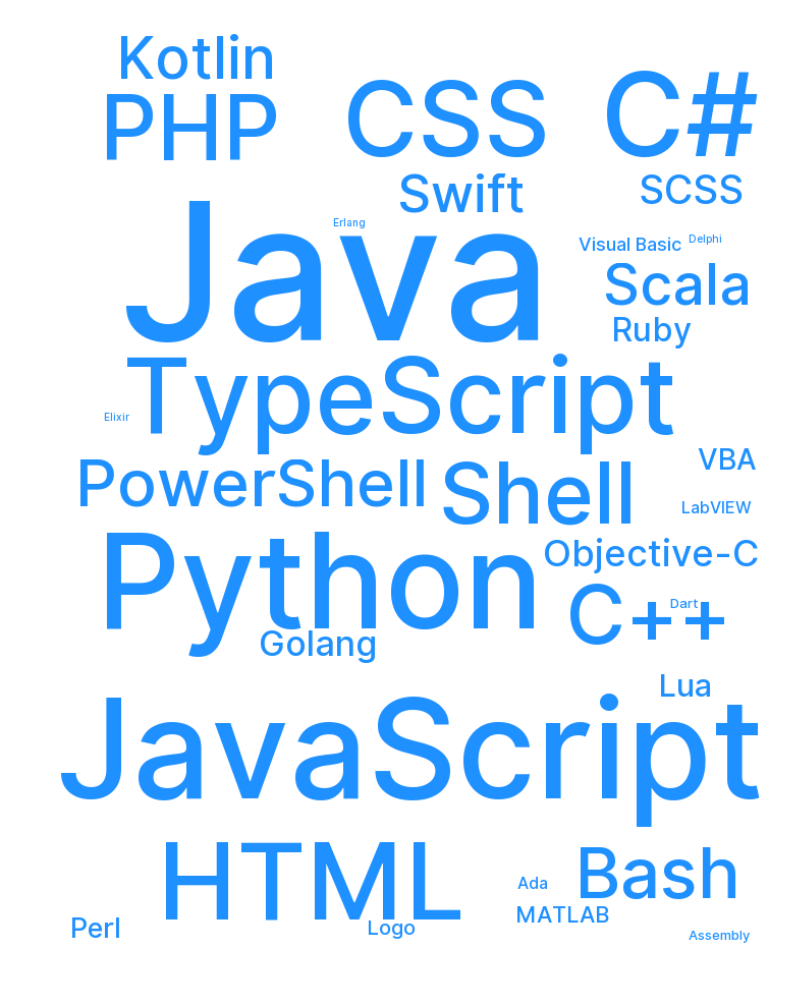 Kotlin
PHP
CSS
C#
Swift
SCSS
Java
Erlang
Visual Basic
Delphi
Scala
Ruby
TypeScript
Elixir
PowerShell
Shell
VBA
LabVIEW
Python
Objective-C
C++
Dart
Golang
Lua
JavaScript
HTML
Bash
Ada
MATLAB
Perl
Logo
Assembly